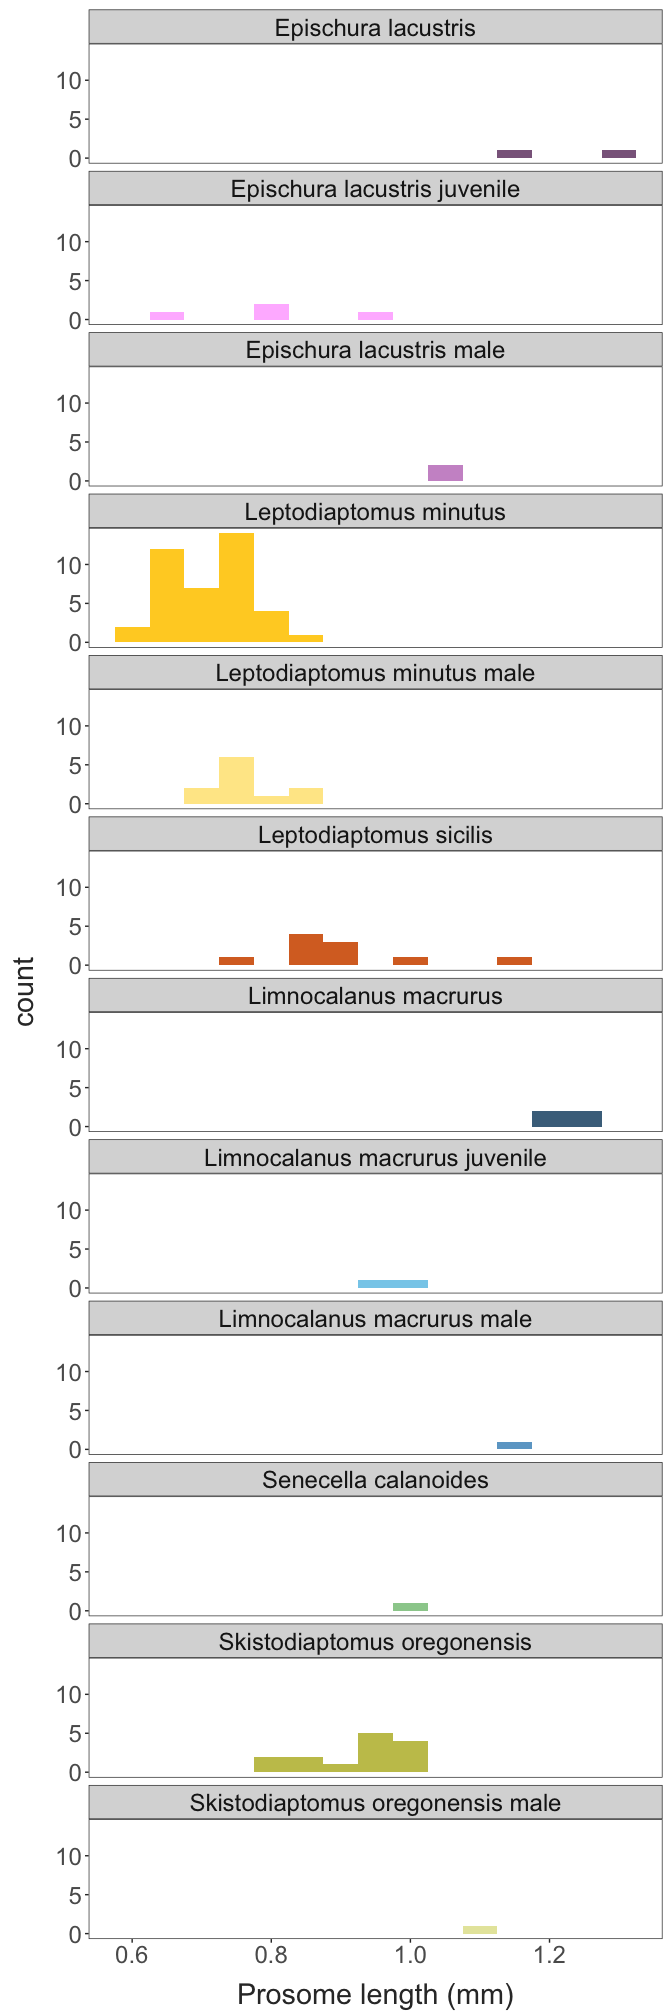 Epischura lacustris
10
5
0
Epischura lacustris juvenile
10
5
0
Epischura lacustris male
10
5
0
Leptodiaptomus minutus
10
5
0
Leptodiaptomus minutus male
10
5
0
Leptodiaptomus sicilis
10
5
0
count
Limnocalanus macrurus
10
5
0
Limnocalanus macrurus juvenile
10
5
0
Limnocalanus macrurus male
10
5
0
Senecella calanoides
10
5
0
Skistodiaptomus oregonensis
10
5
0
Skistodiaptomus oregonensis male
10
5
0
0.6 0.8 1.0 1.2
Prosome length (mm)